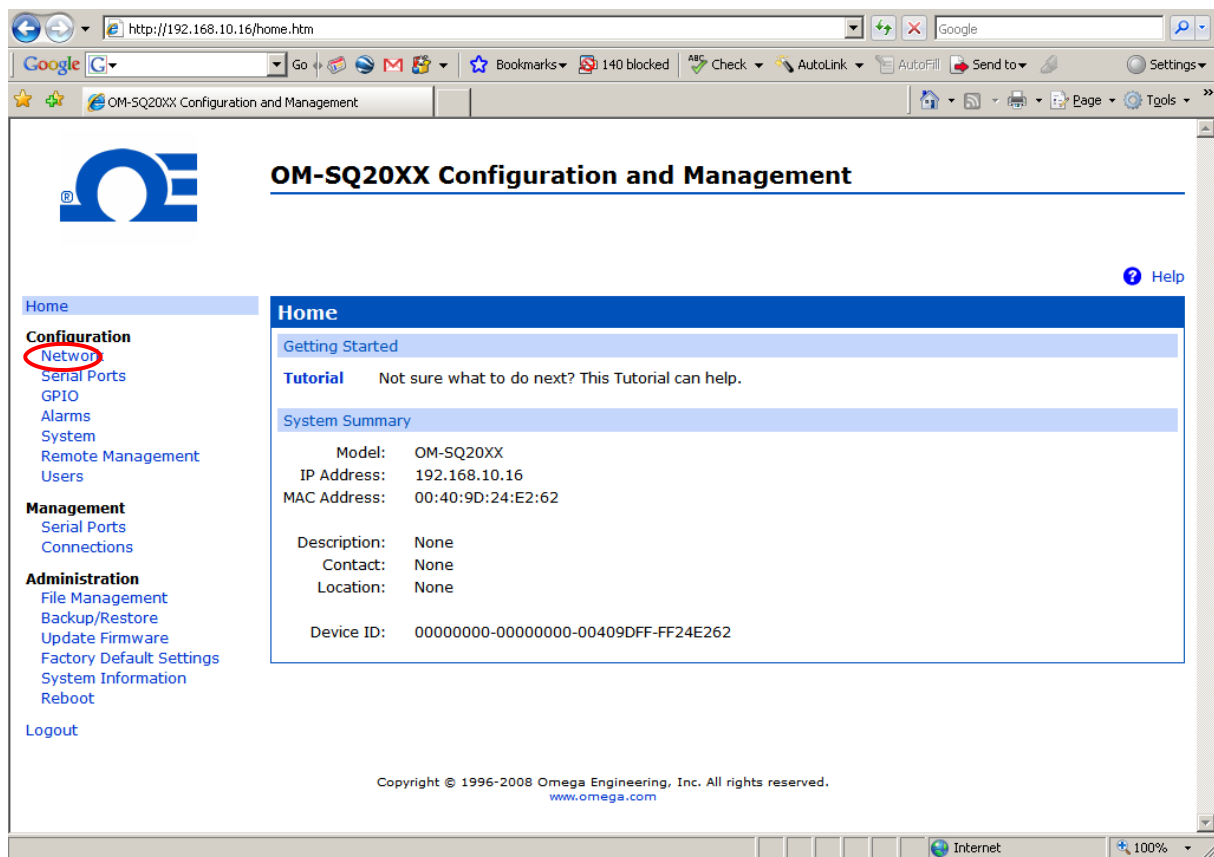 http://192.168.10.16/home.htm
Google
Google G
Go
Bookmarks
140 blocked
ABC Check
AutoLink
AutoFill
Send to
Settings
OM-SQ20XX Configuration and Management
Page
Tools
»
®
OM-SQ20XX Configuration and Management
? Help
Home
Configuration
Network
Serial Ports
GPIO
Alarms
System
Remote Management
Users
Management
Serial Ports
Connections
Administration
File Management
Backup/Restore
Update Firmware
Factory Default Settings
System Information
Reboot
Logout
Home
Getting Started
Tutorial Not sure what to do next? This Tutorial can help.
System Summary
Model: OM-SQ20XX
IP Address: 192.168.10.16
MAC Address: 00:40:9D:24:E2:62
Description: None
Contact: None
Location: None
Device ID: 00000000-00000000-00409DFF-FF24E262
Copyright © 1996-2008 Omega Engineering, Inc. All rights reserved.
www.omega.com
Internet
100%